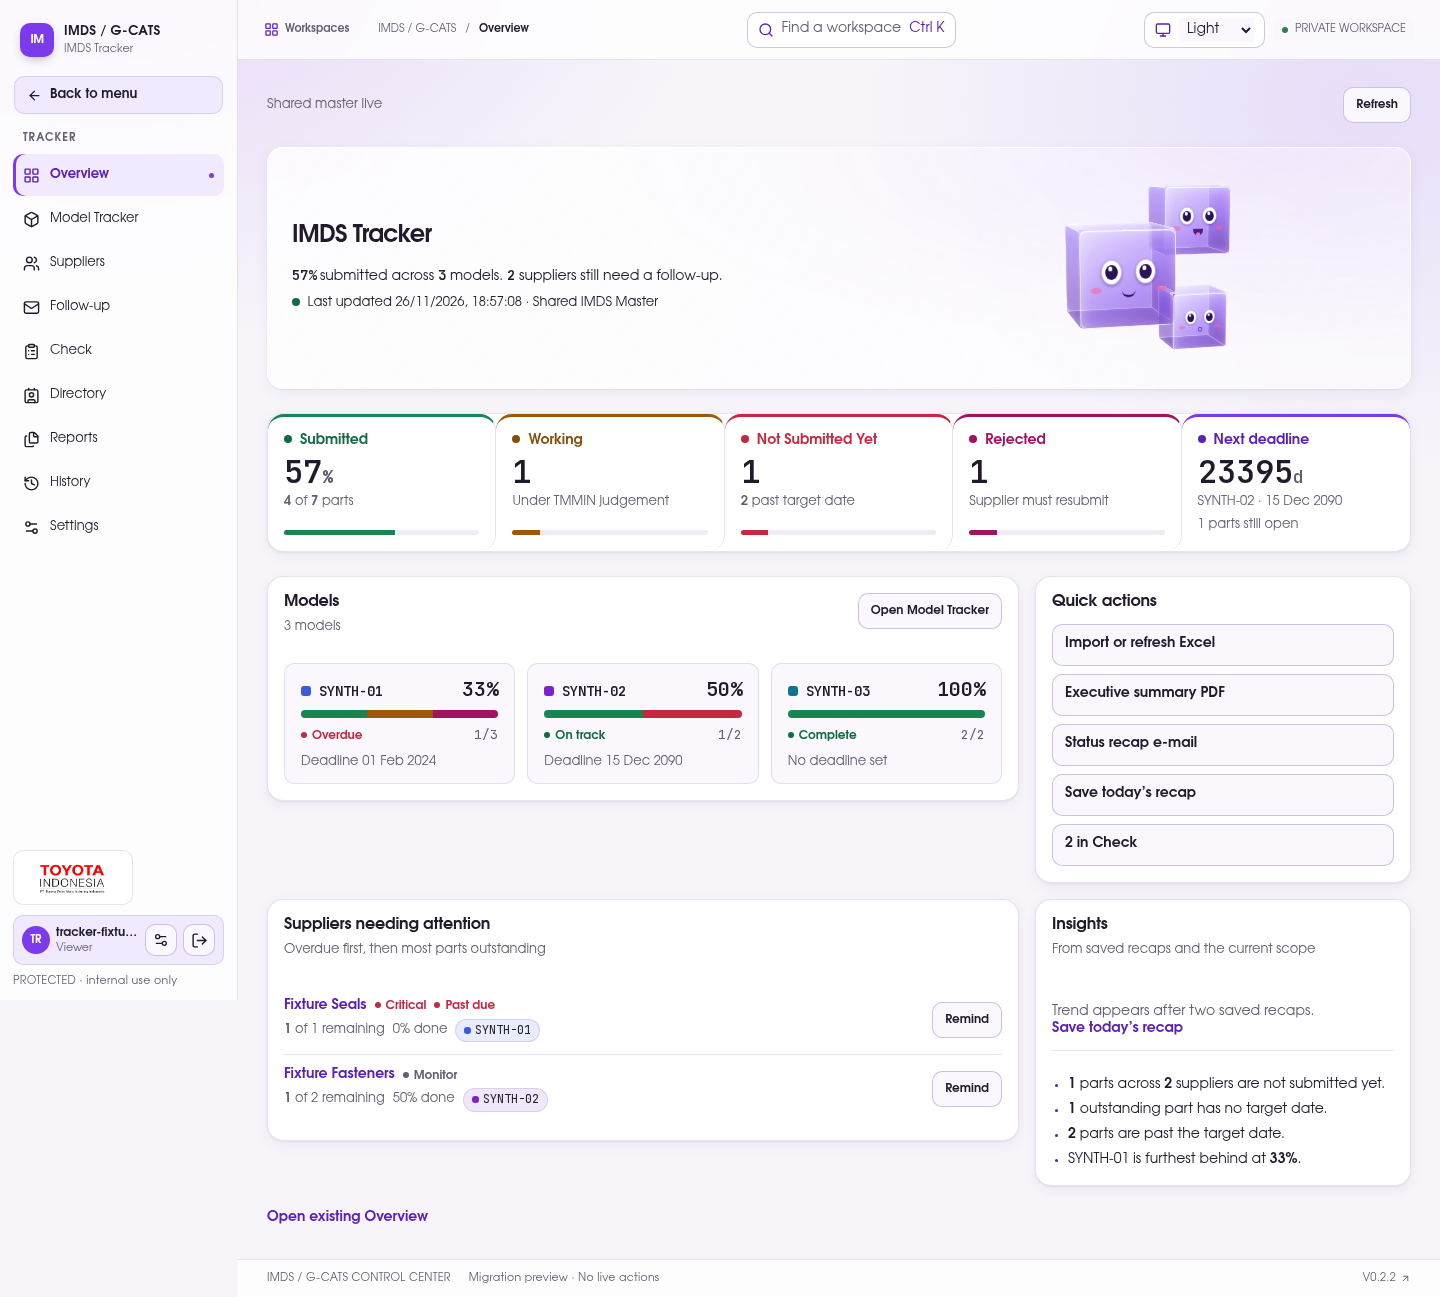 IM
IMDS / G-CATS
IMDS Tracker
Back to menu
TRACKER
Overview
Model Tracker
Suppliers
Follow-up
Check
Directory
Reports
History
Settings
TOYOTA
INDONESIA
TR
tracker-fixtu...
Viewer
PROTECTED · internal use only
Workspaces
IMDS / G-CATS / Overview
Find a workspace Ctrl K
Light
PRIVATE WORKSPACE
Shared master live
Refresh
IMDS Tracker
57% submitted across 3 models. 2 suppliers still need a follow-up.
Last updated 26/11/2026, 18:57:08 · Shared IMDS Master
Submitted
57%
4 of 7 parts
Working
1
Under TMMIN judgement
Not Submitted Yet
1
2 past target date
Rejected
1
Supplier must resubmit
Next deadline
23395d
SYNTH-02 · 15 Dec 2090
1 parts still open
Models
3 models
Open Model Tracker
SYNTH-01 33%
Overdue 1/3
Deadline 01 Feb 2024
SYNTH-02 50%
On track 1/2
Deadline 15 Dec 2090
SYNTH-03 100%
Complete 2/2
No deadline set
Quick actions
Import or refresh Excel
Executive summary PDF
Status recap e-mail
Save today’s recap
2 in Check
Suppliers needing attention
Overdue first, then most parts outstanding
Fixture Seals Critical Past due
1 of 1 remaining 0% done SYNTH-01
Remind
Fixture Fasteners Monitor
1 of 2 remaining 50% done SYNTH-02
Remind
Insights
From saved recaps and the current scope
Trend appears after two saved recaps.
Save today’s recap
1 parts across 2 suppliers are not submitted yet.
1 outstanding part has no target date.
2 parts are past the target date.
SYNTH-01 is furthest behind at 33%.
Open existing Overview
IMDS / G-CATS CONTROL CENTER Migration preview · No live actions
V0.2.2